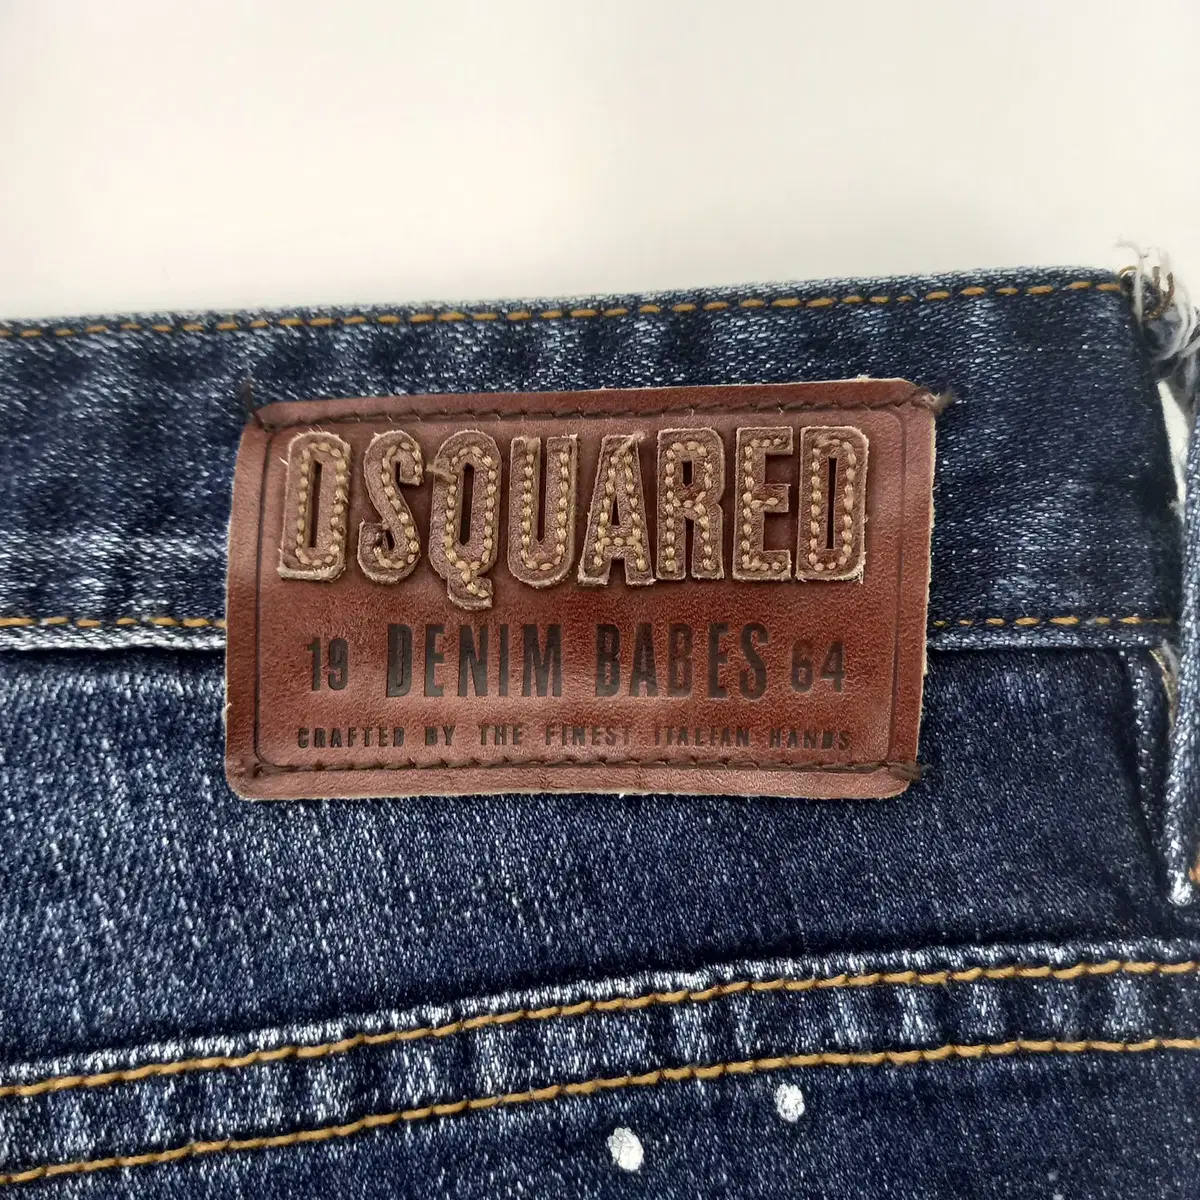 DSQUARED
19 DENIM BABES 64
CRAFTED BY THE FINEST ITALIAN HANDS